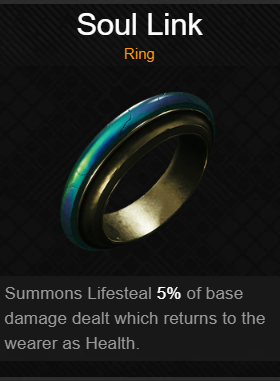 Soul Link
Ring
Summons Lifesteal 5% of base
damage dealt which returns to the
wearer as Health.